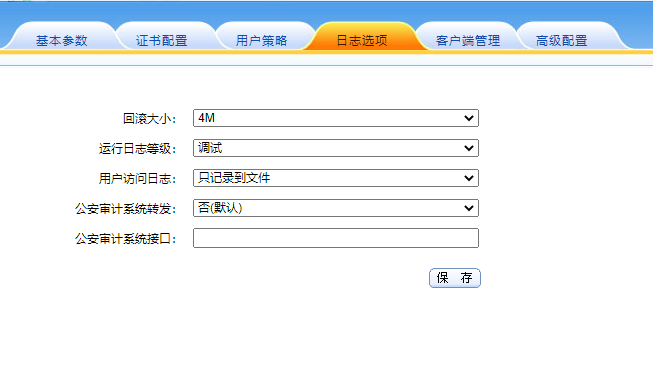 基本参数 证书配置 用户策略 日志选项 客户端管理 高级配置
回滚大小： 4M
运行日志等级： 调试
用户访问日志： 只记录到文件
公安审计系统转发： 否(默认)
公安审计系统接口：
保 存